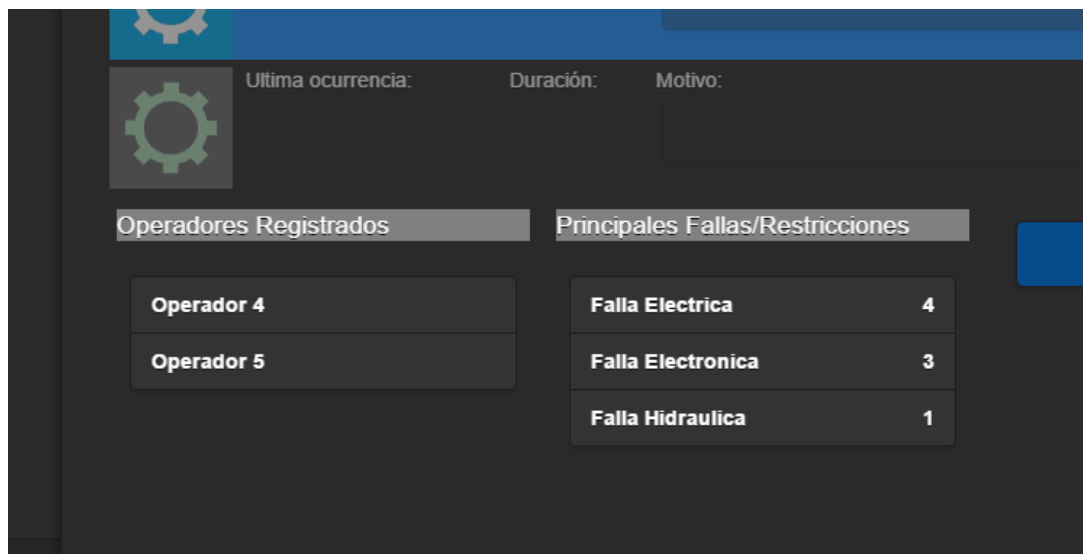 Ultima ocurrencia: Duración: Motivo:
Operadores Registrados
Operador 4
Operador 5
Principales Fallas/Restricciones
Falla Electrica 4
Falla Electronica 3
Falla Hidraulica 1